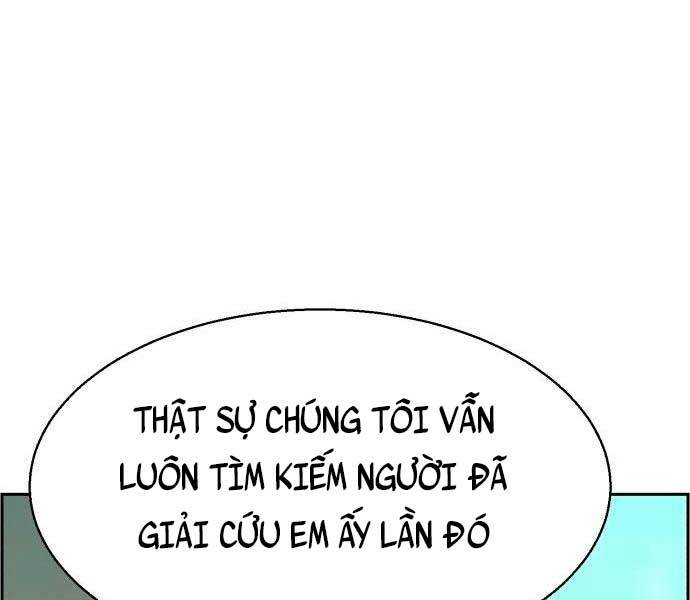 THẬT SỰ CHÚNG TÔI VẪN
LUÔN TÌM KIẾM NGƯỜI ĐÃ
GIẢI CỨU EM ẤY LẦN ĐÓ